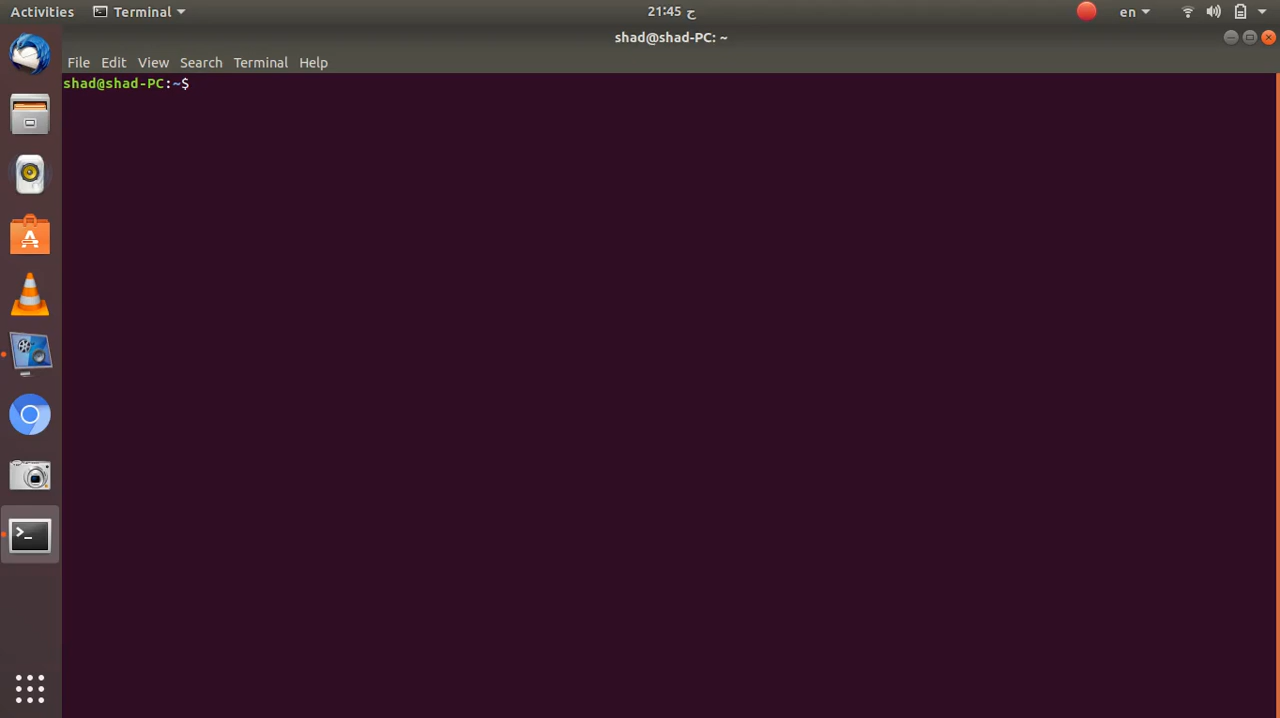 Activities Terminal 21:45 ح en
shad@shad-PC: ~
File Edit View Search Terminal Help
shad@shad-PC:~$